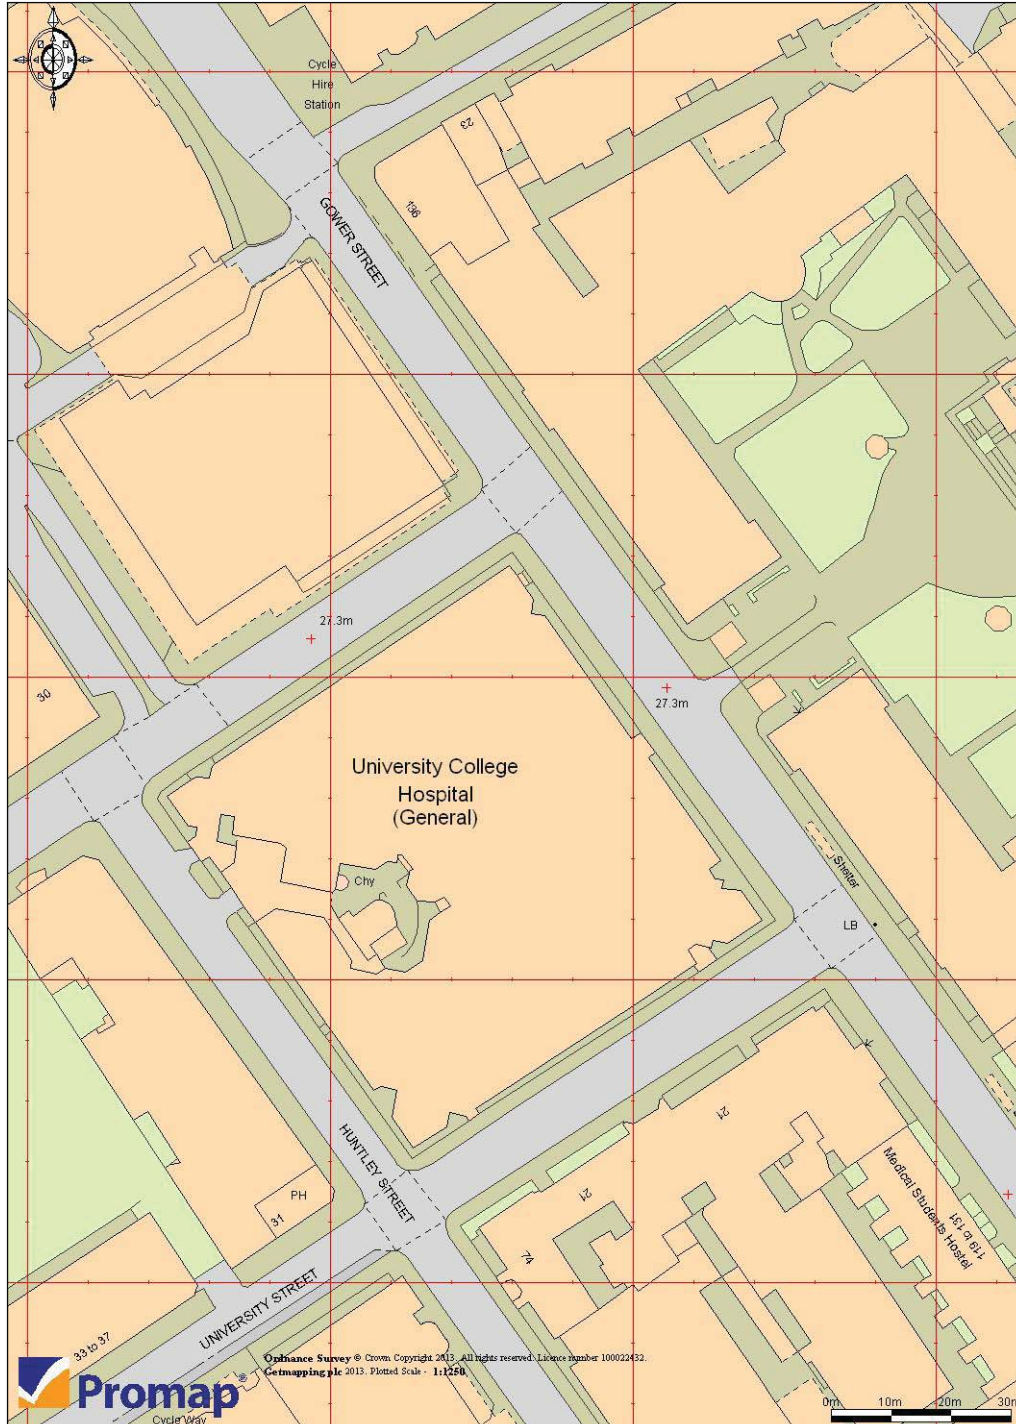 Cycle
Hire
Station
23
136
GOWER STREET
27.3m
30
27.3m
University College
Hospital
(General)
Chy
Shelter
LB
21
HUNTLEY STREET
PH
31
21
74
Medical Students Hostel
119 to 131
UNIVERSITY STREET
33 to 37
Ordnance Survey © Crown Copyright 2013. All rights reserved. Licence number 100022432.
Getmapping plc 2013. Plotted Scale - 1:1250
Promap®
Cycle Way
0m 10m 20m 30m